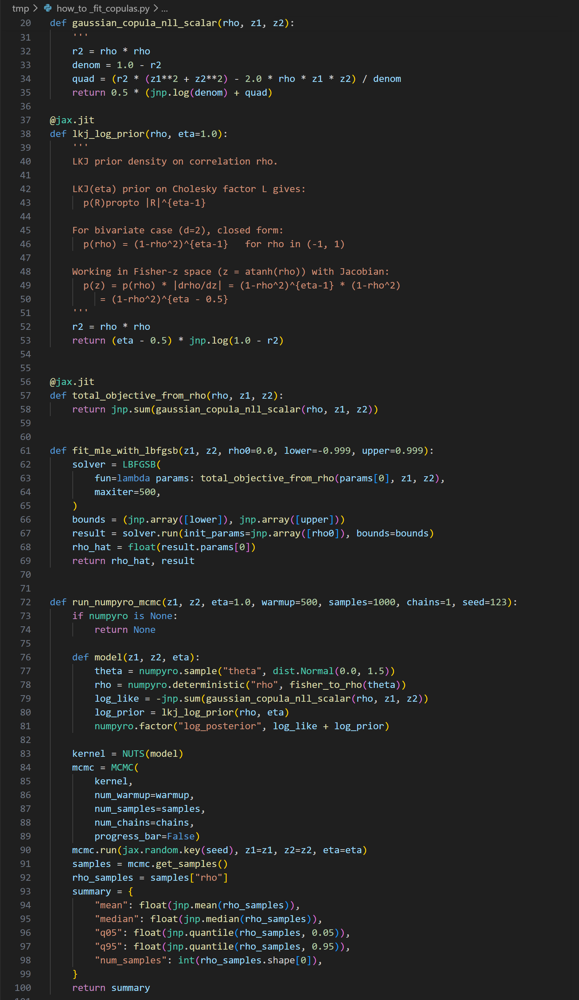 tmp > how_to _fit_copulas.py > ...
20 def gaussian_copula_nll_scalar(rho, z1, z2):
31     '''
32     r2 = rho * rho
33     denom = 1.0 - r2
34     quad = (r2 * (z1**2 + z2**2) - 2.0 * rho * z1 * z2) / denom
35     return 0.5 * (jnp.log(denom) + quad)
36
37 @jax.jit
38 def lkj_log_prior(rho, eta=1.0):
39     '''
40     LKJ prior density on correlation rho.
41
42     LKJ(eta) prior on Cholesky factor L gives:
43       p(R)propto |R|^{eta-1}
44
45     For bivariate case (d=2), closed form:
46       p(rho) = (1-rho^2)^{eta-1}   for rho in (-1, 1)
47
48     Working in Fisher-z space (z = atanh(rho)) with Jacobian:
49       p(z) = p(rho) * |drho/dz| = (1-rho^2)^{eta-1} * (1-rho^2)
50          = (1-rho^2)^{eta - 0.5}
51     '''
52     r2 = rho * rho
53     return (eta - 0.5) * jnp.log(1.0 - r2)
54
55
56 @jax.jit
57 def total_objective_from_rho(rho, z1, z2):
58     return jnp.sum(gaussian_copula_nll_scalar(rho, z1, z2))
59
60
61 def fit_mle_with_lbfgsb(z1, z2, rho0=0.0, lower=-0.999, upper=0.999):
62     solver = LBFGSB(
63         fun=lambda params: total_objective_from_rho(params[0], z1, z2),
64         maxiter=500,
65     )
66     bounds = (jnp.array([lower]), jnp.array([upper]))
67     result = solver.run(init_params=jnp.array([rho0]), bounds=bounds)
68     rho_hat = float(result.params[0])
69     return rho_hat, result
70
71
72 def run_numpyro_mcmc(z1, z2, eta=1.0, warmup=500, samples=1000, chains=1, seed=123):
73     if numpyro is None:
74         return None
75
76     def model(z1, z2, eta):
77         theta = numpyro.sample("theta", dist.Normal(0.0, 1.5))
78         rho = numpyro.deterministic("rho", fisher_to_rho(theta))
79         log_like = -jnp.sum(gaussian_copula_nll_scalar(rho, z1, z2))
80         log_prior = lkj_log_prior(rho, eta)
81         numpyro.factor("log_posterior", log_like + log_prior)
82
83     kernel = NUTS(model)
84     mcmc = MCMC(
85         kernel,
86         num_warmup=warmup,
87         num_samples=samples,
88         num_chains=chains,
89         progress_bar=False)
90     mcmc.run(jax.random.key(seed), z1=z1, z2=z2, eta=eta)
91     samples = mcmc.get_samples()
92     rho_samples = samples["rho"]
93     summary = {
94         "mean": float(jnp.mean(rho_samples)),
95         "median": float(jnp.median(rho_samples)),
96         "q05": float(jnp.quantile(rho_samples, 0.05)),
97         "q95": float(jnp.quantile(rho_samples, 0.95)),
98         "num_samples": int(rho_samples.shape[0]),
99     }
100     return summary